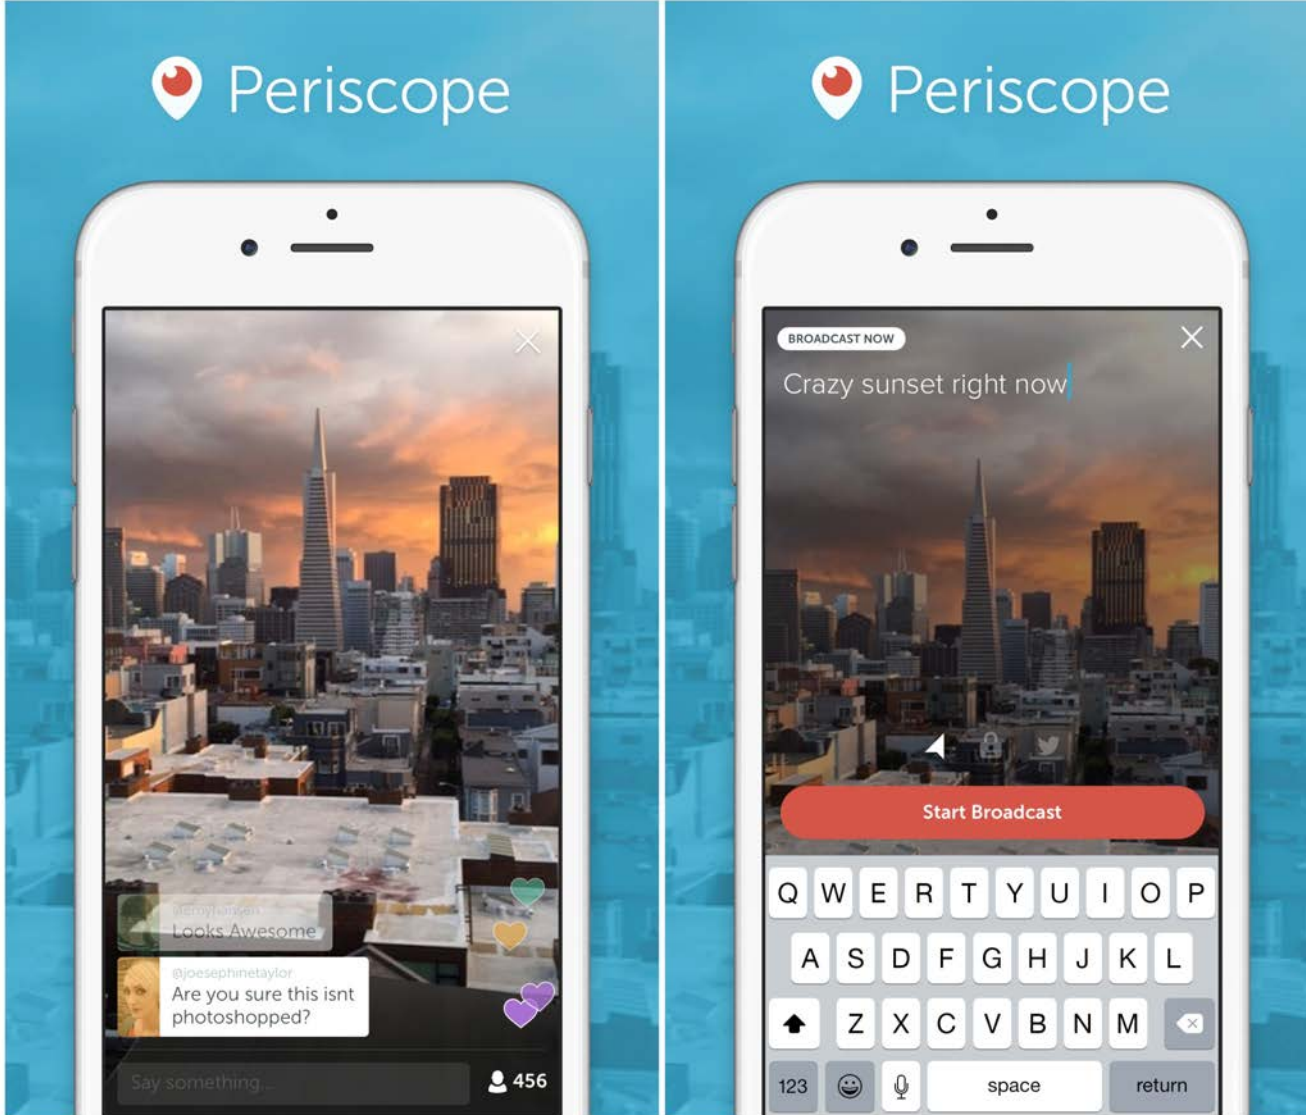 Periscope
@leroyhansen
Looks Awesome
@joesephinetaylor
Are you sure this isnt
photoshopped?
Say something...
456
Periscope
BROADCAST NOW
Crazy sunset right now
Start Broadcast
Q W E R T Y U I O P
A S D F G H J K L
Z X C V B N M
123 space return